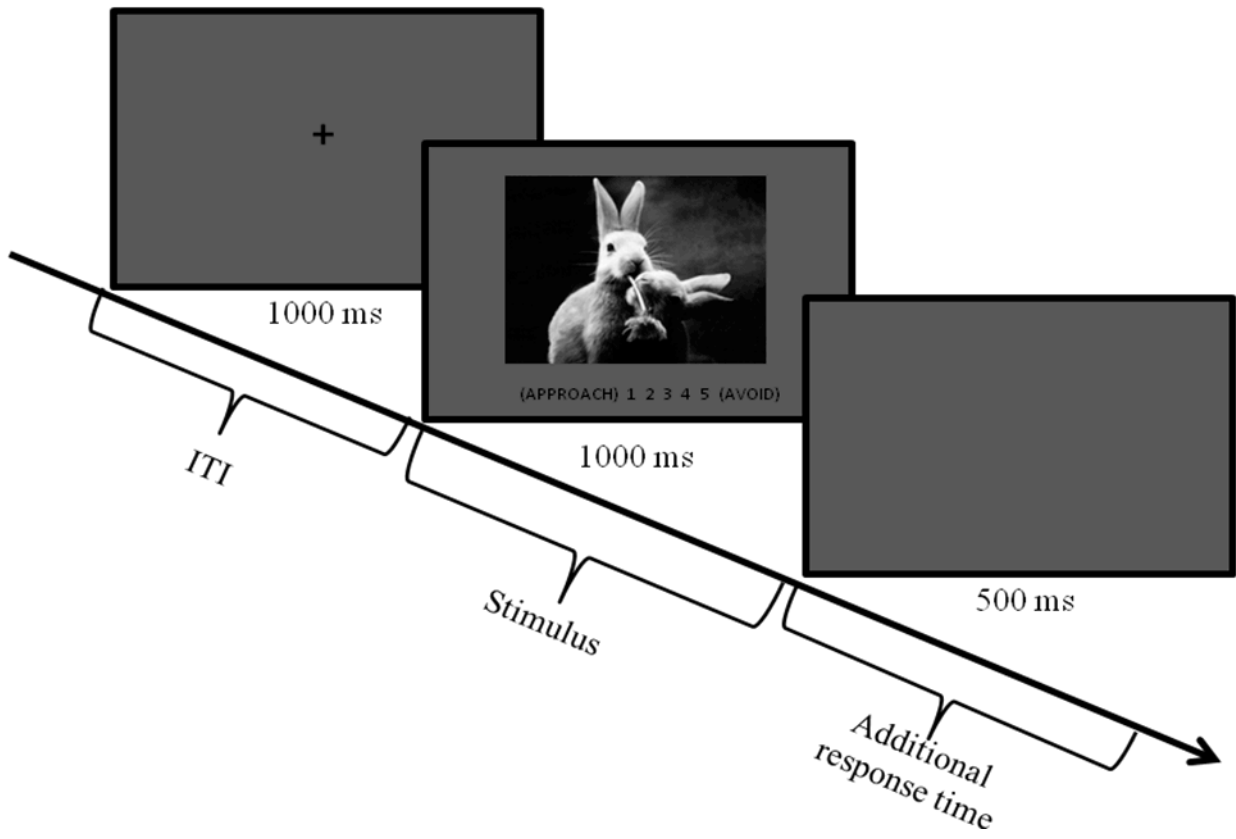 +
1000 ms
(APPROACH) 1 2 3 4 5 (AVOID)
1000 ms
500 ms
ITI
Stimulus
Additional
response time